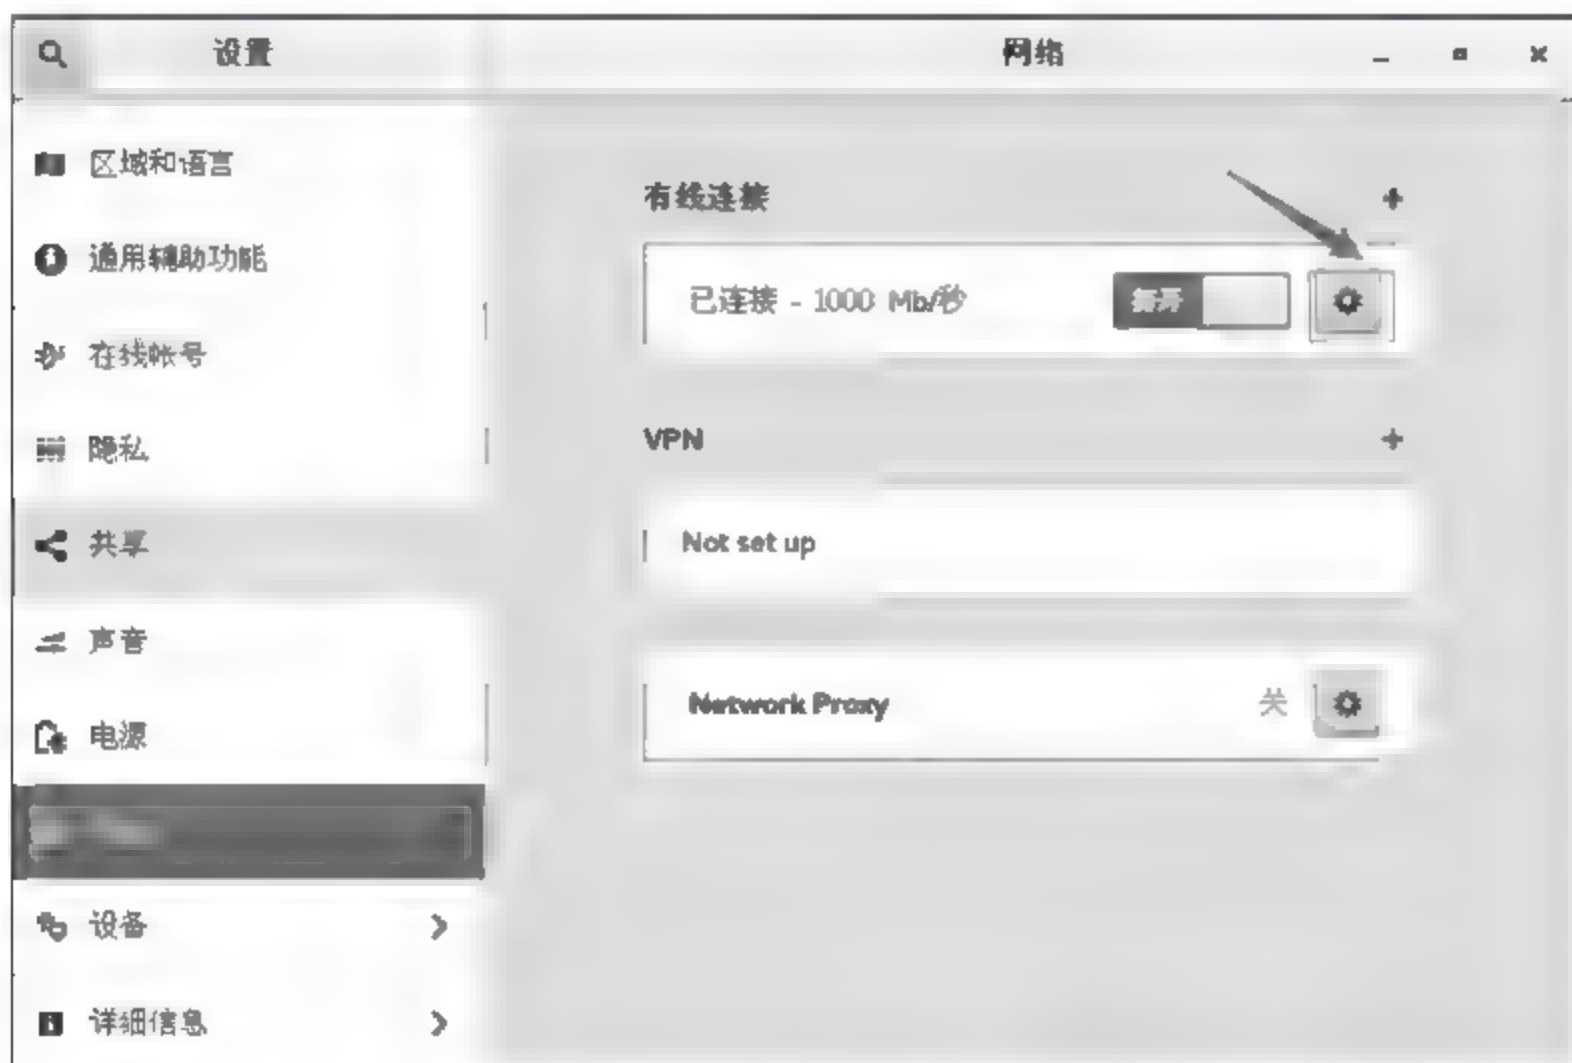 设置
网络
区域和语言
通用辅助功能
在线帐号
隐私
共享
声音
电源
设备
详细信息
有线连接
已连接 - 1000 Mb/秒
VPN
Not set up
Network Proxy
关